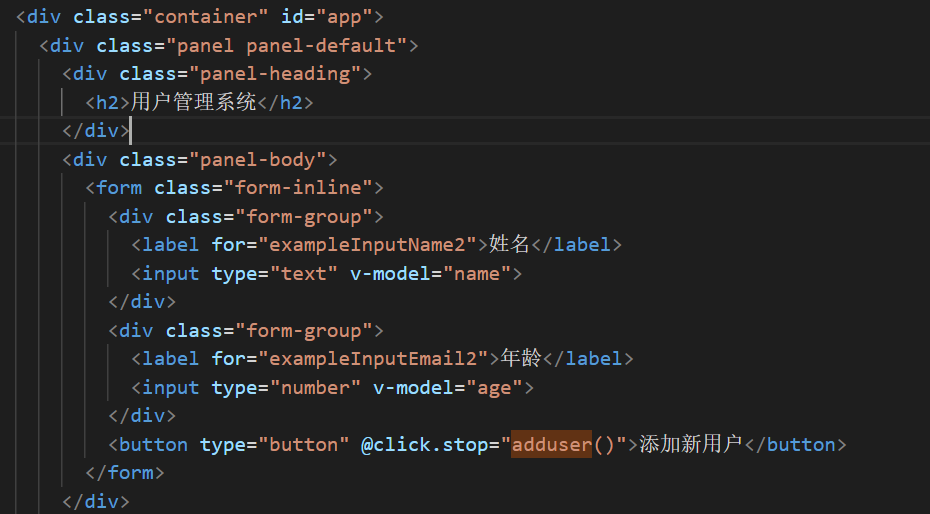 <div class="container" id="app">
<div class="panel panel-default">
<div class="panel-heading">
<h2>用户管理系统</h2>
</div>
<div class="panel-body">
<form class="form-inline">
<div class="form-group">
<label for="exampleInputName2">姓名</label>
<input type="text" v-model="name">
</div>
<div class="form-group">
<label for="exampleInputEmail2">年龄</label>
<input type="number" v-model="age">
</div>
<button type="button" @click.stop="adduser()">添加新用户</button>
</form>
</div>